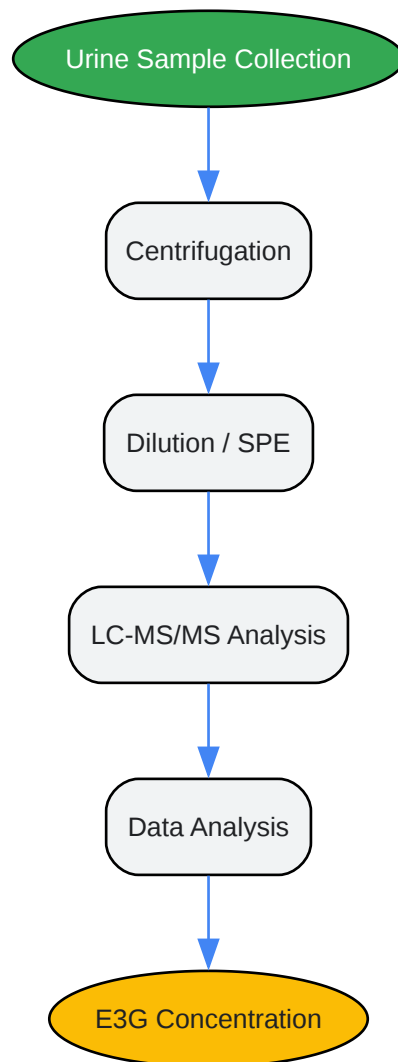 Urine Sample Collection
Centrifugation
Dilution / SPE
LC-MS/MS Analysis
Data Analysis
E3G Concentration